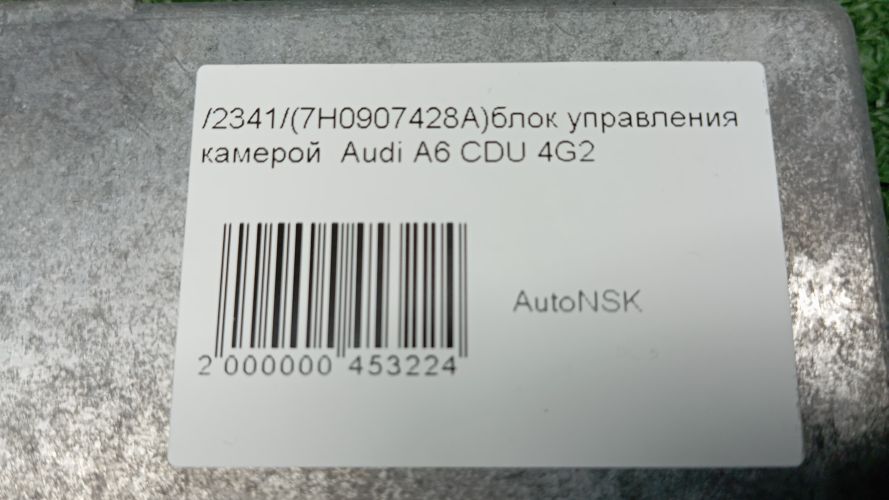 /2341/(7H0907428A)блок управления
камерой Audi A6 CDU 4G2
AutoNSK
2 000000 453224